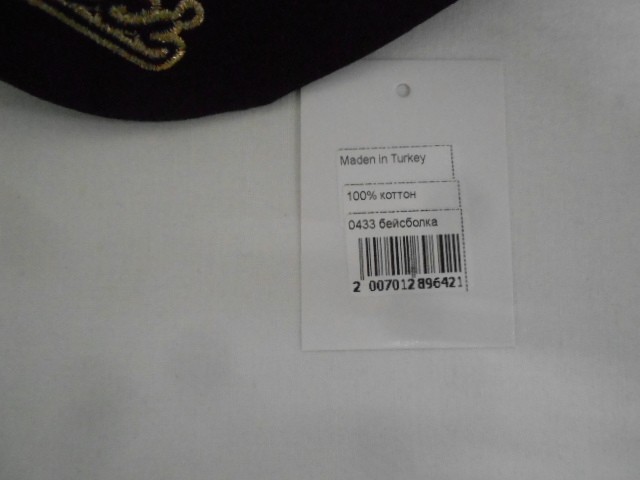 Maden in Turkey
100% коттон
0433 бейсболка
2 007012 896421